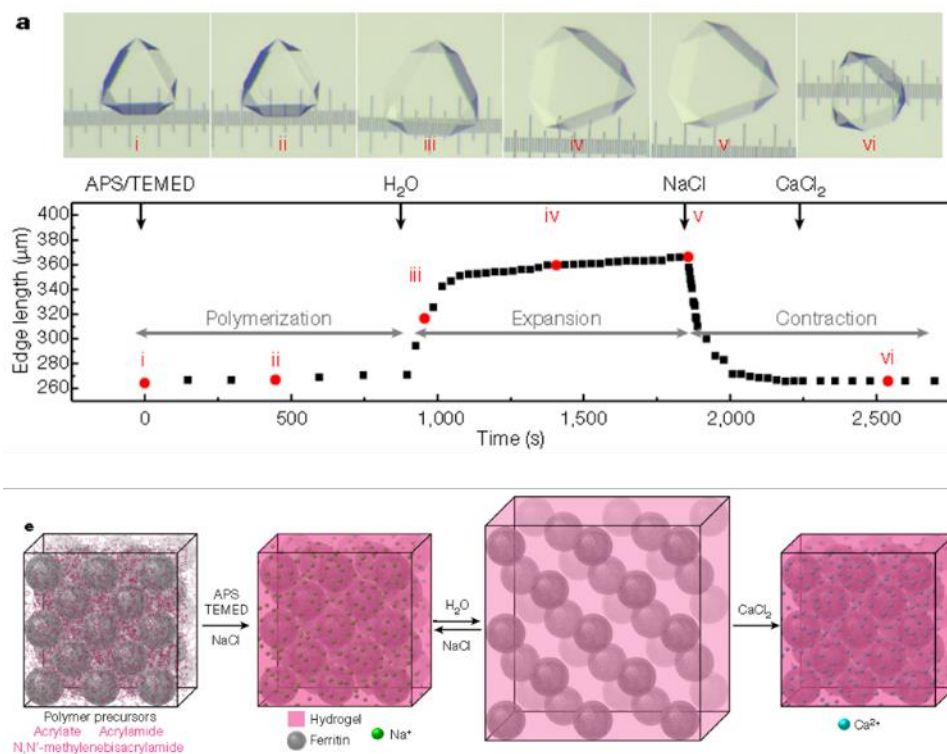 a
i ii iii iv v vi
APS/TEMED H₂O NaCl CaCl₂
Edge length (µm)
400
380
360
340
320
300
280
260
iv v
iii
Polymerization Expansion Contraction
i ii vi
0 500 1,000 1,500 2,000 2,500
Time (s)
e
APS
TEMED
NaCl
H₂O
NaCl
CaCl₂
Polymer precursors
Acrylate Acrylamide
N,N'-methylenebisacrylamide
Hydrogel
Ferritin
Na⁺
Ca²⁺